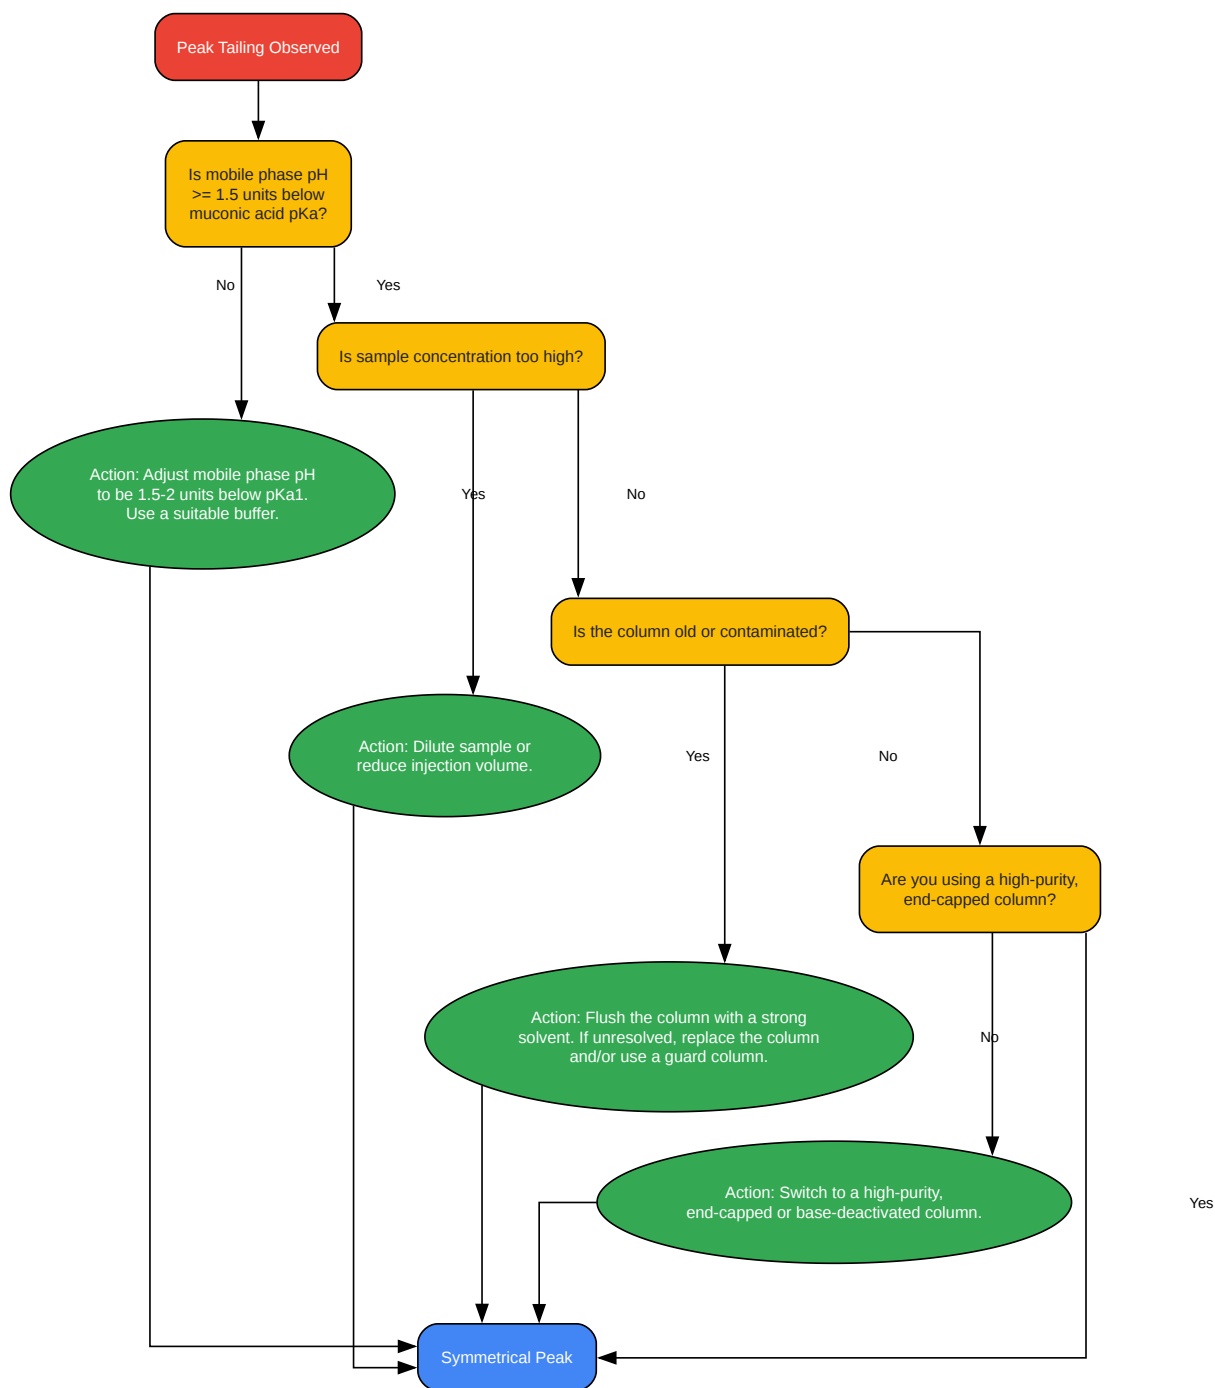 Peak Tailing Observed
Is mobile phase pH
>= 1.5 units below
muconic acid pKa?
No
Yes
Is sample concentration too high?
Action: Adjust mobile phase pH
to be 1.5-2 units below pKa1.
Use a suitable buffer.
Yes
No
Is the column old or contaminated?
Action: Dilute sample or
reduce injection volume.
Yes
No
Are you using a high-purity,
end-capped column?
Action: Flush the column with a strong
solvent. If unresolved, replace the column
and/or use a guard column.
No
Action: Switch to a high-purity,
end-capped or base-deactivated column.
Yes
Symmetrical Peak